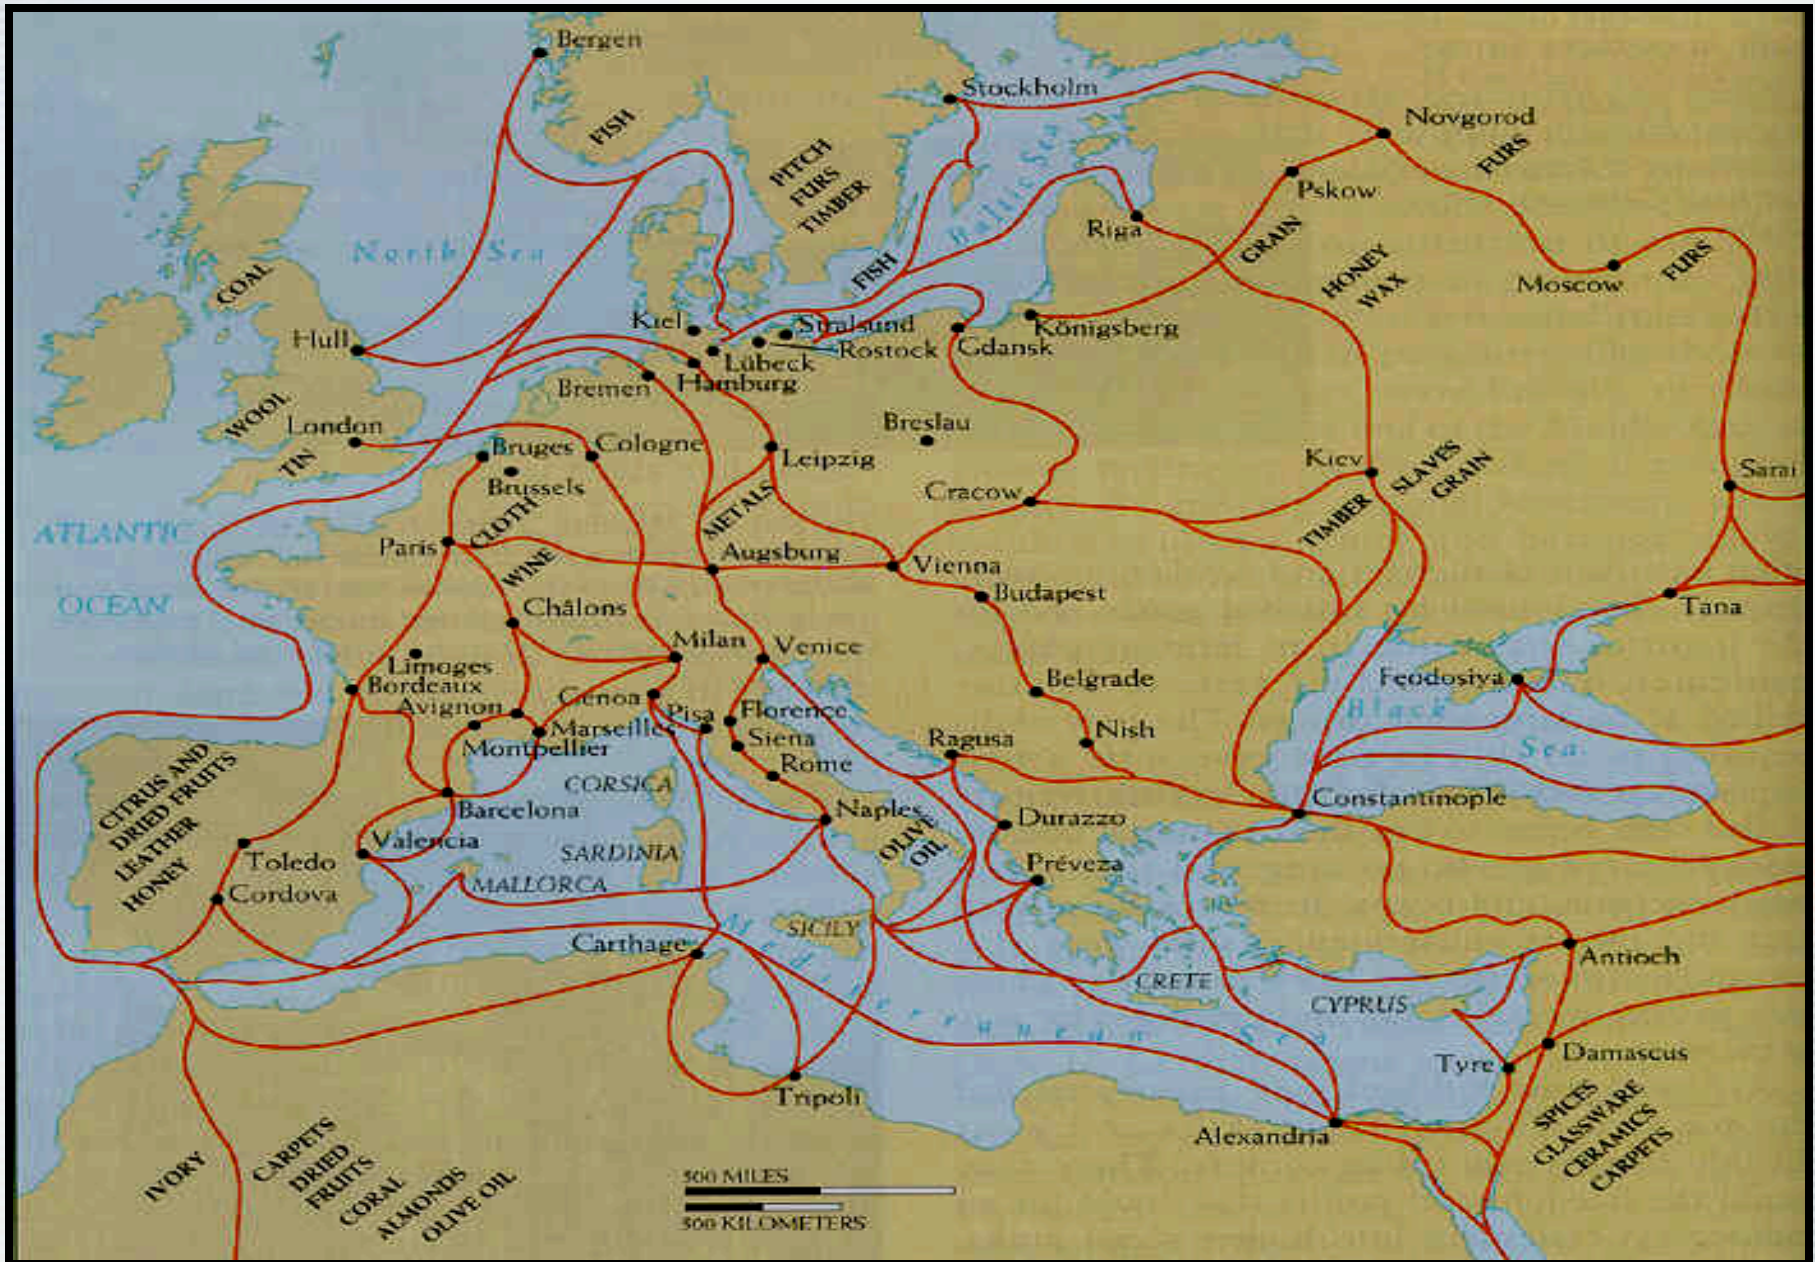 Bergen
Stockholm
Novgorod
FURS
FISH
PITCH
FURS
TIMBER
Pskow
Baltic Sea
Riga
GRAIN
HONEY
WAX
Moscow
FURS
North Sea
COAL
FISH
Hull
Kiel
Stralsund
Rostock
Lübeck
Gdansk
Königsberg
Bremen
Hamburg
WOOL
London
TIN
Bruges
Cologne
Brussels
Breslau
Leipzig
Kiev
SLAVES
GRAIN
Sarai
CLOTH
METALS
Cracow
TIMBER
ATLANTIC
OCEAN
Paris
WINE
Augsburg
Vienna
Budapest
Tana
Châlons
Milan
Venice
Limoges
Bordeaux
Avignon
Genoa
Pisa
Florence
Belgrade
Feodosiya
Black
Sea
Marseilles
Montpellier
Siena
Ragusa
Nish
Rome
CITRUS AND
DRIED FRUITS
LEATHER
HONEY
CORSICA
Barcelona
Naples
OLIVE
OIL
Durazzo
Constantinople
Valencia
Toledo
SARDINIA
Préveza
MALLORCA
Cordova
Carthage
SICILY
Antioch
Mediterranean Sea
CRETE
CYPRUS
Tyre
Damascus
Tripoli
Alexandria
SPICES
GLASSWARE
CERAMICS
CARPETS
IVORY
CARPETS
DRIED
FRUITS
CORAL
ALMONDS
OLIVE OIL
500 MILES
500 KILOMETERS